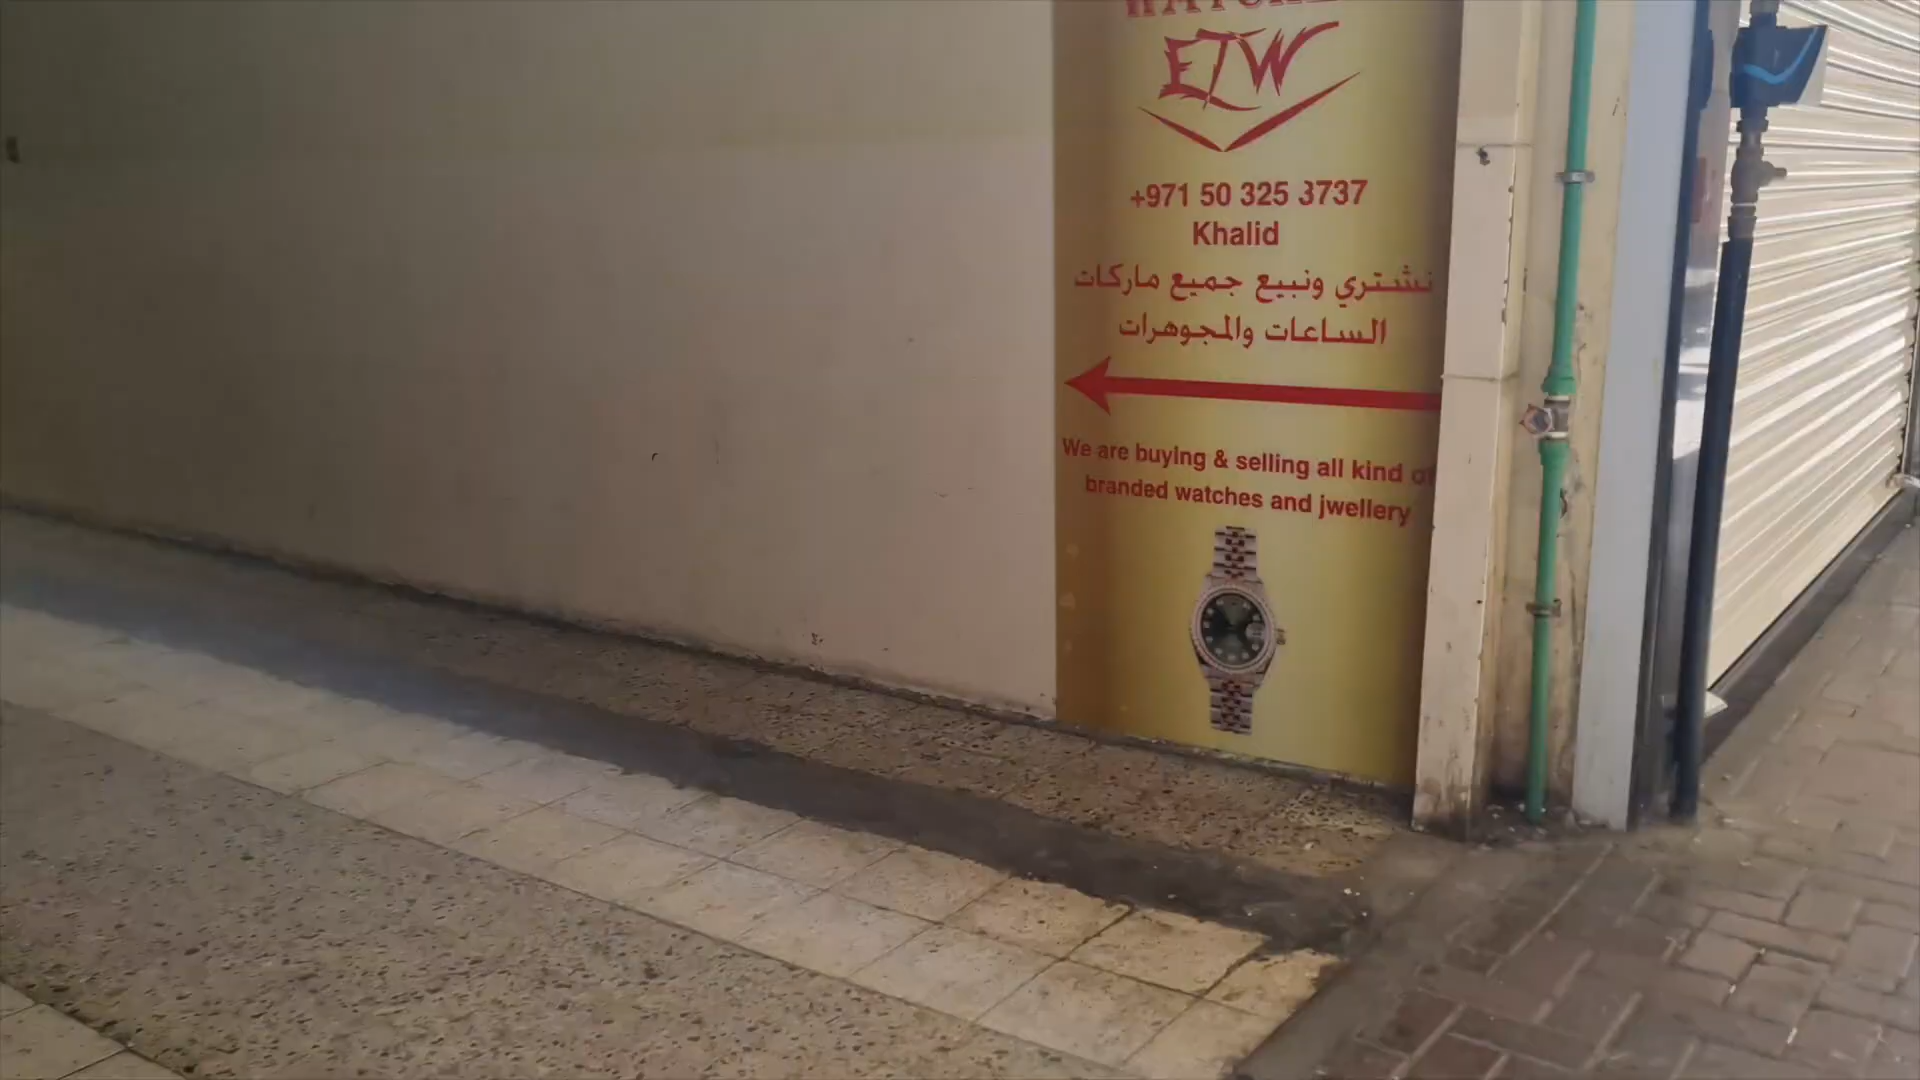 ETW
+971 50 325 3737
Khalid
نشتري ونبيع جميع ماركات
الساعات والمجوهرات
We are buying & selling all kind of
branded watches and jwellery